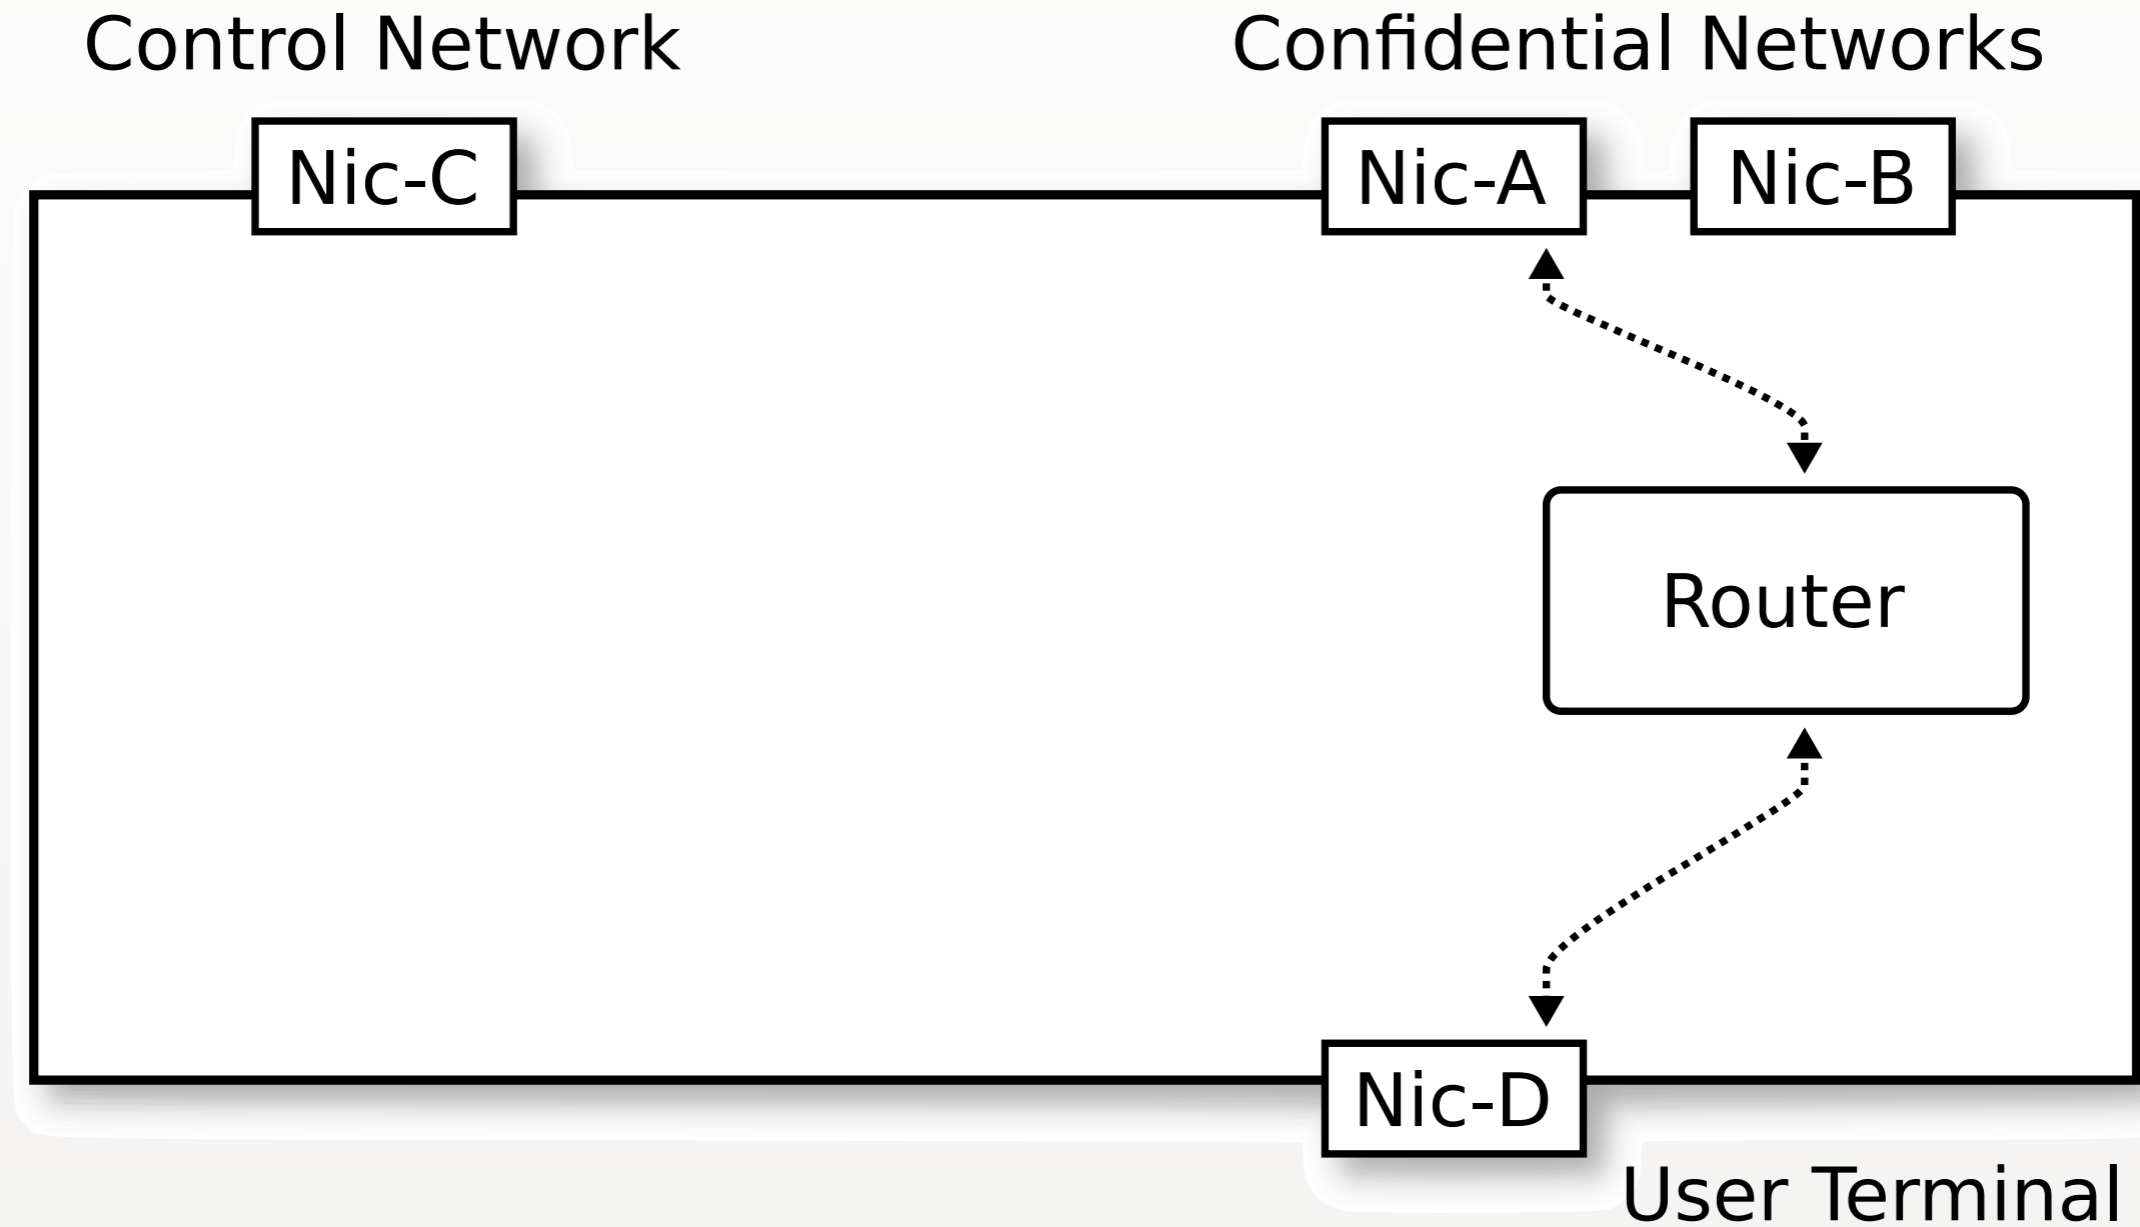 Control Network
Confidential Networks
Nic-C
Nic-A
Nic-B
Router
Nic-D
User Terminal